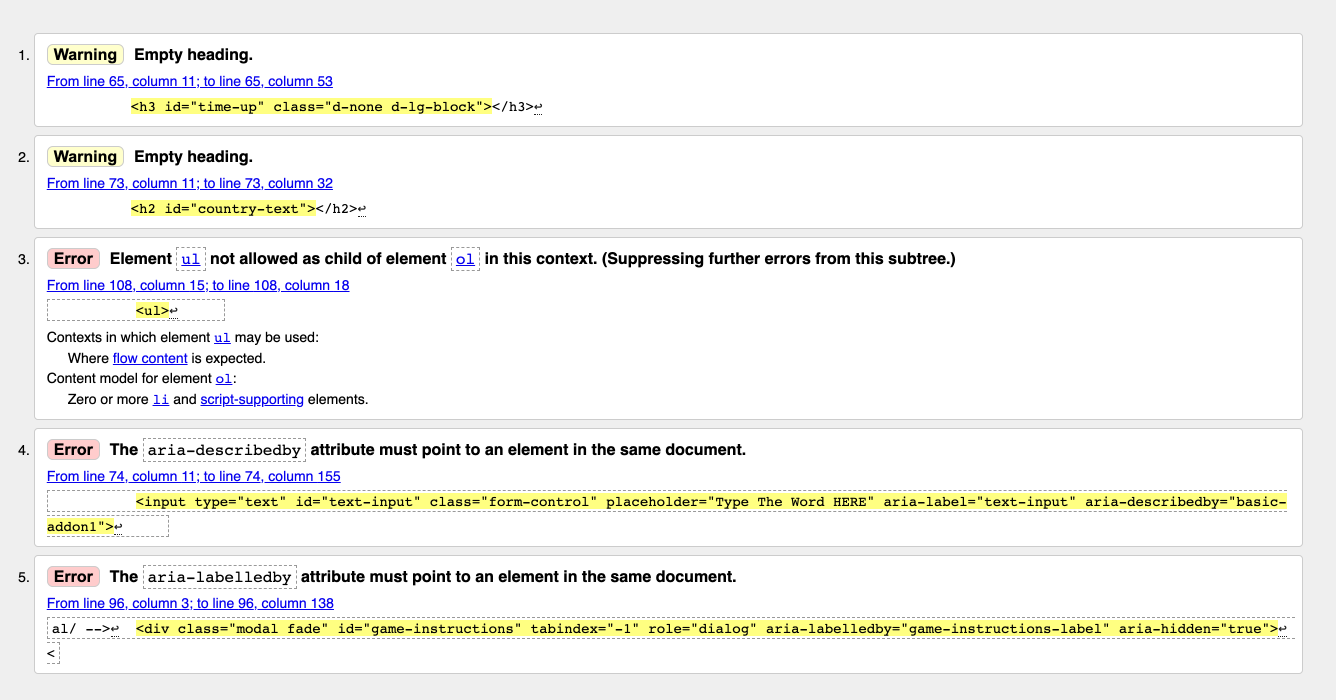 1. Warning Empty heading.
From line 65, column 11; to line 65, column 53
<h3 id="time-up" class="d-none d-lg-block"></h3>↩
2. Warning Empty heading.
From line 73, column 11; to line 73, column 32
<h2 id="country-text"></h2>↩
3. Error Element ul not allowed as child of element ol in this context. (Suppressing further errors from this subtree.)
From line 108, column 15; to line 108, column 18
<ul>↩
Contexts in which element ul may be used:
Where flow content is expected.
Content model for element ol:
Zero or more li and script-supporting elements.
4. Error The aria-describedby attribute must point to an element in the same document.
From line 74, column 11; to line 74, column 155
<input type="text" id="text-input" class="form-control" placeholder="Type The Word HERE" aria-label="text-input" aria-describedby="basic-
addon1">↩
5. Error The aria-labelledby attribute must point to an element in the same document.
From line 96, column 3; to line 96, column 138
al/ -->↩ <div class="modal fade" id="game-instructions" tabindex="-1" role="dialog" aria-labelledby="game-instructions-label" aria-hidden="true">↩
<